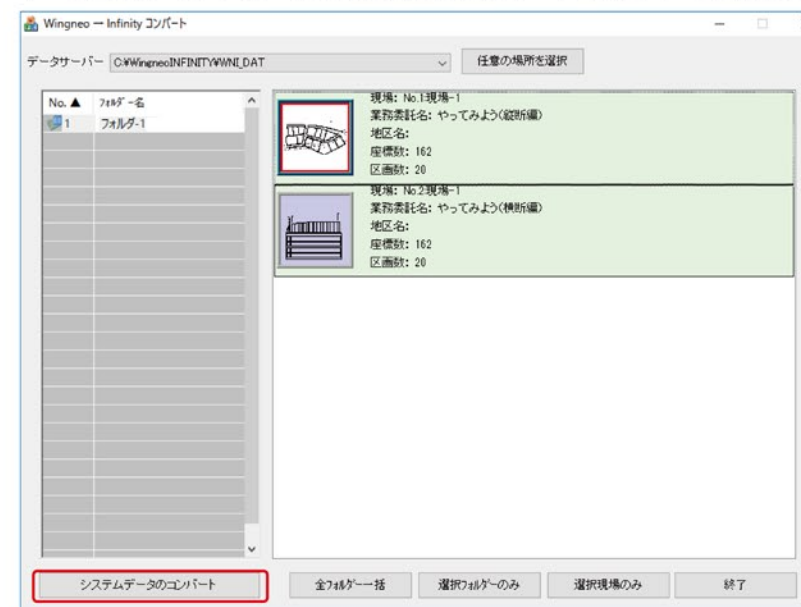 Wingneo → Infinity コンバート
データサーバー C:¥WingneoINFINITY¥WNI_DAT 任意の場所を選択
No. ▲ ﾌｫﾙﾀﾞｰ名
1 フォルダ-1
現場: No.1:現場-1
業務委託名: やってみよう(縦断編)
地区名:
座標数: 162
区画数: 20
現場: No.2:現場-1
業務委託名: やってみよう(横断編)
地区名:
座標数: 162
区画数: 20
システムデータのコンバート 全ﾌｫﾙﾀﾞｰ一括 選択ﾌｫﾙﾀﾞｰのみ 選択現場のみ 終了